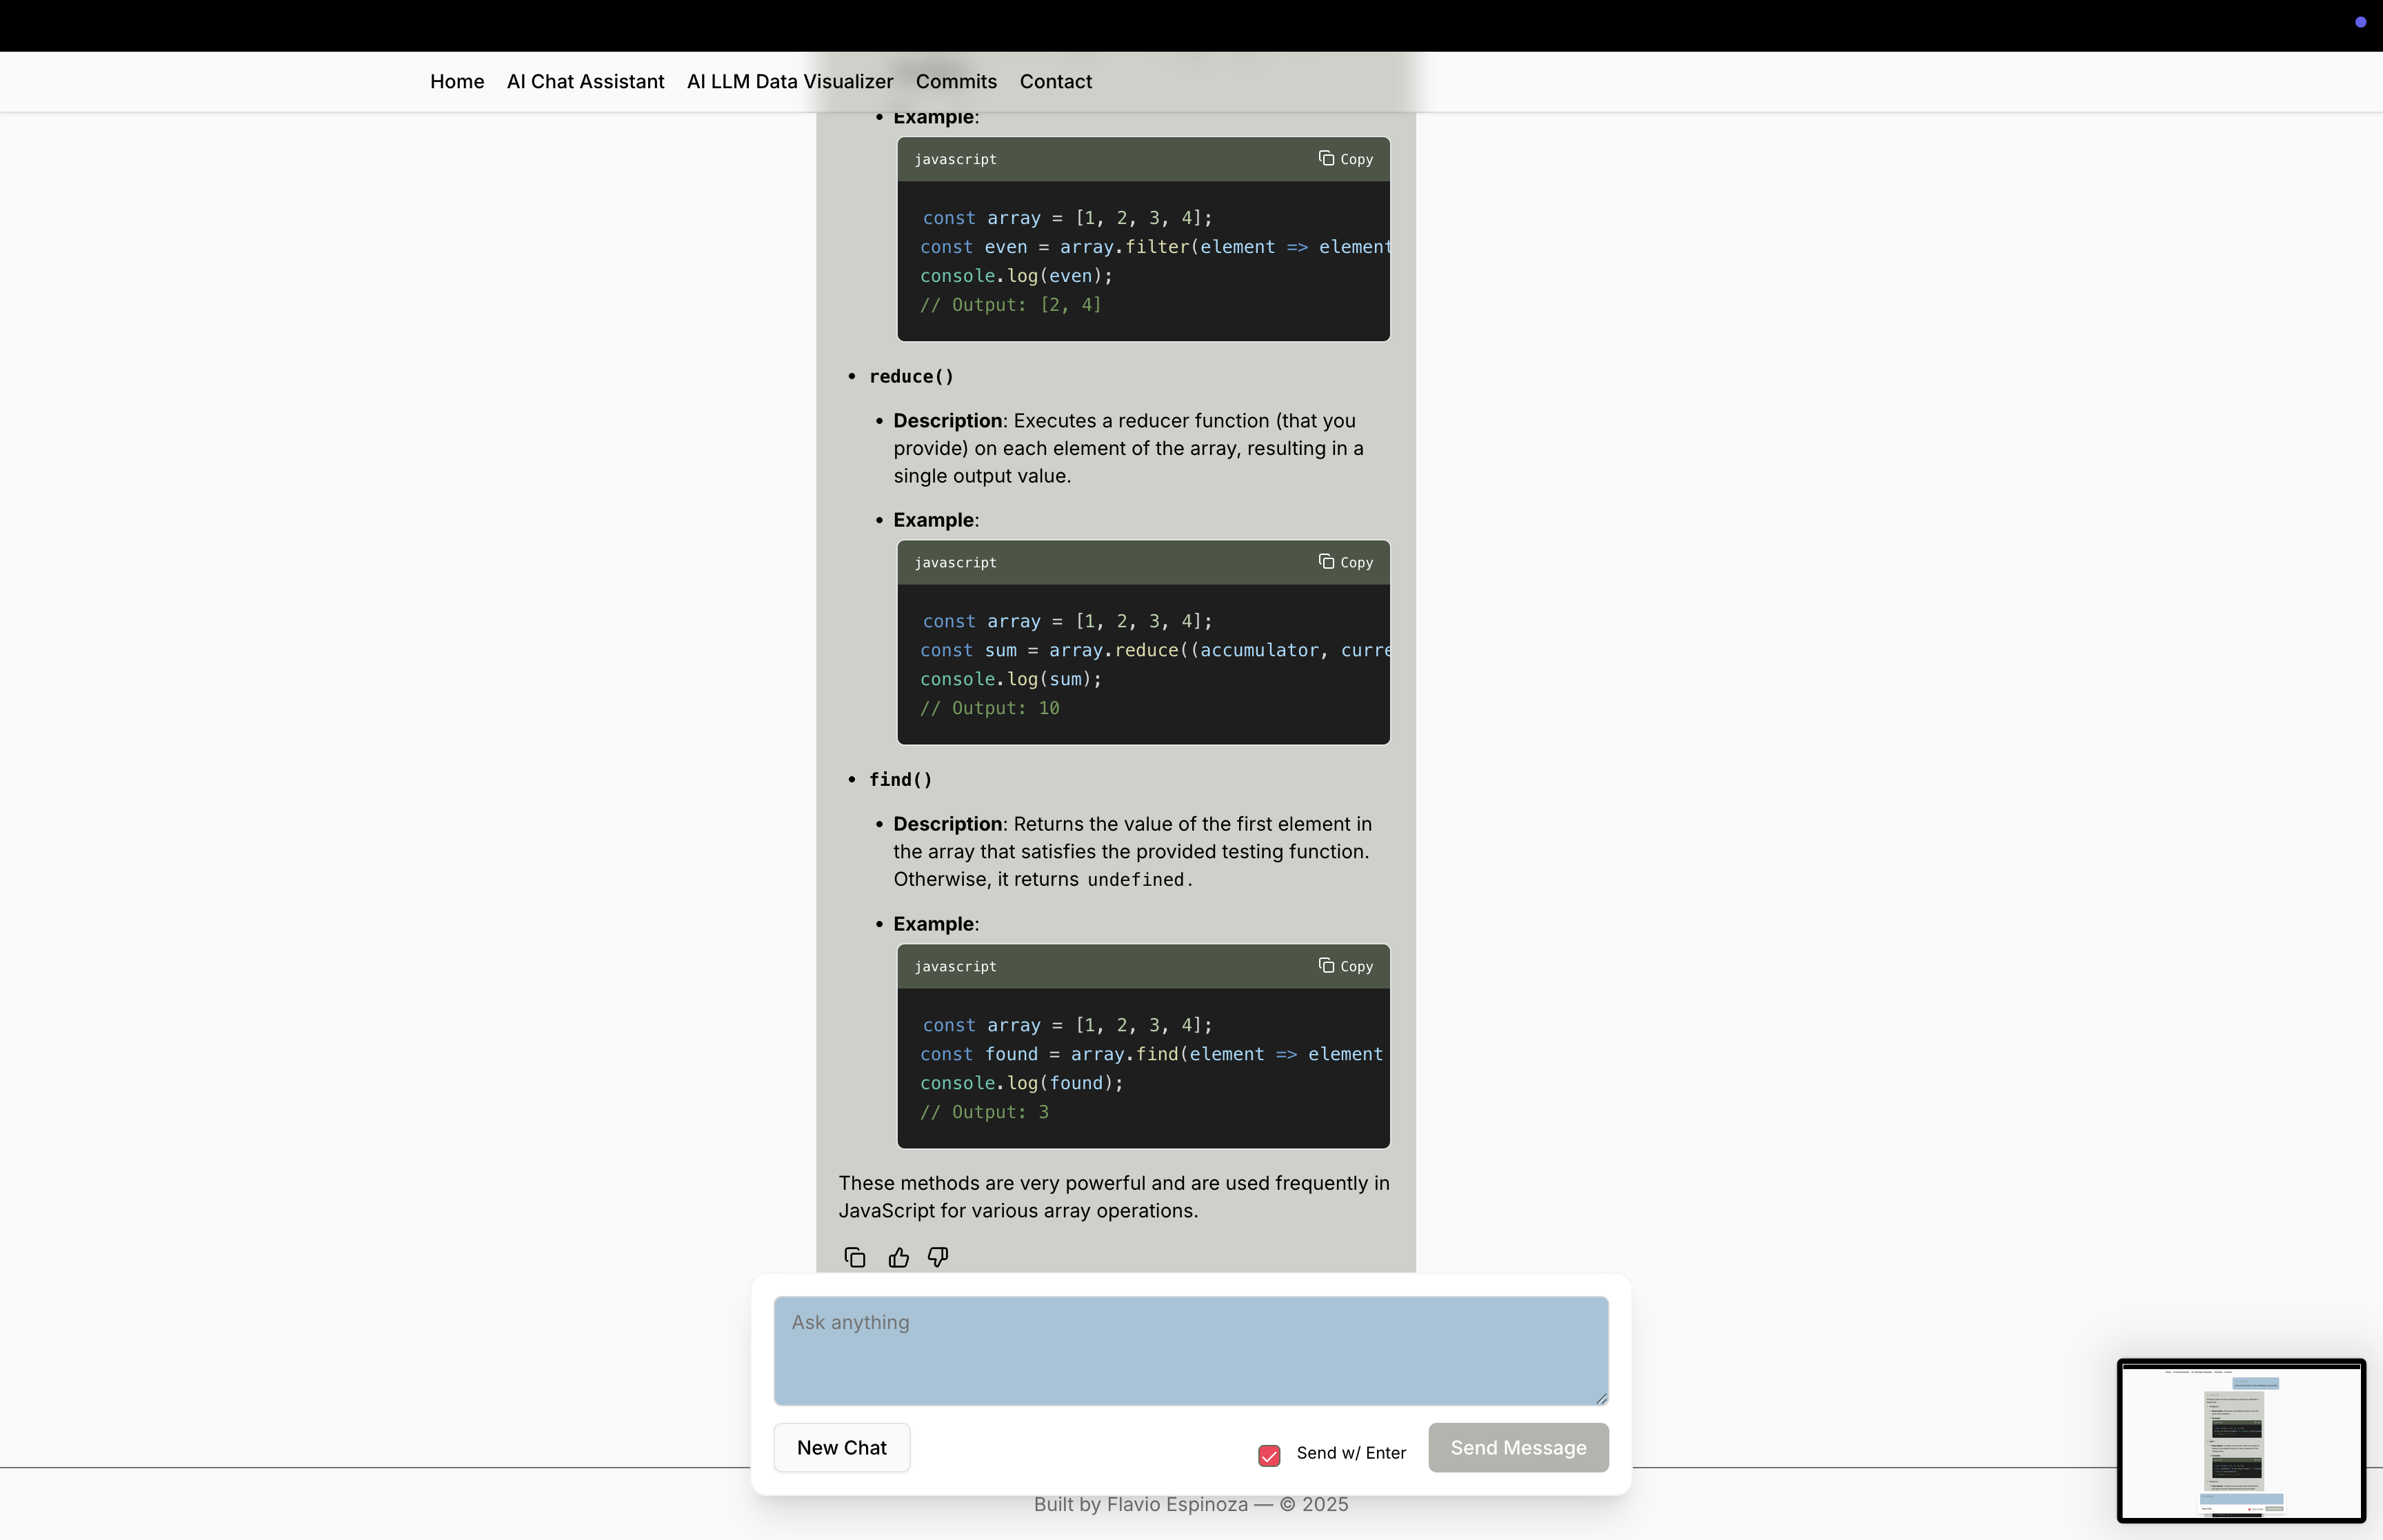 Home AI Chat Assistant AI LLM Data Visualizer Commits Contact
• Example:
javascript Copy
const array = [1, 2, 3, 4];
const even = array.filter(element => element
console.log(even);
// Output: [2, 4]
• reduce()
• Description: Executes a reducer function (that you
provide) on each element of the array, resulting in a
single output value.
• Example:
javascript Copy
const array = [1, 2, 3, 4];
const sum = array.reduce((accumulator, curre
console.log(sum);
// Output: 10
• find()
• Description: Returns the value of the first element in
the array that satisfies the provided testing function.
Otherwise, it returns undefined.
• Example:
javascript Copy
const array = [1, 2, 3, 4];
const found = array.find(element => element
console.log(found);
// Output: 3
These methods are very powerful and are used frequently in
JavaScript for various array operations.
Ask anything
New Chat Send w/ Enter Send Message
Built by Flavio Espinoza — © 2025